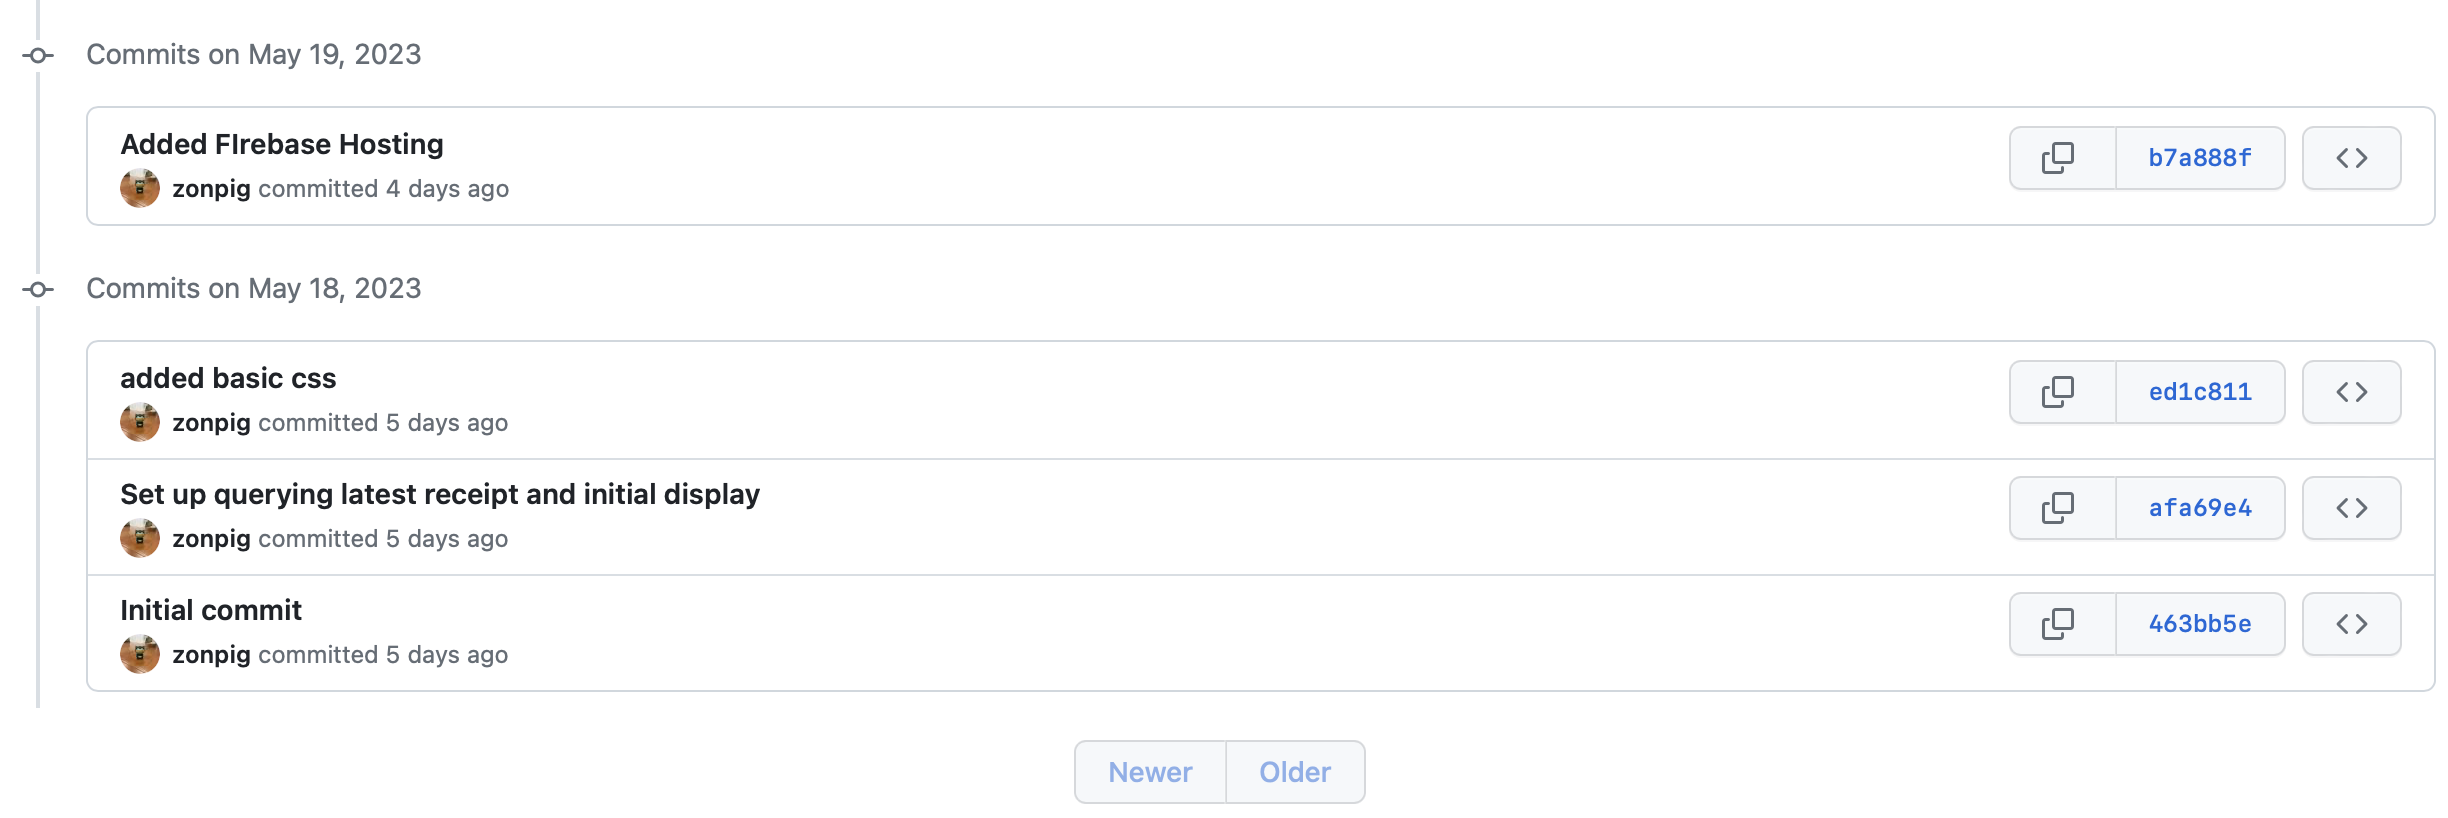 Commits on May 19, 2023
Added FIrebase Hosting
b7a888f
zonpig committed 4 days ago
Commits on May 18, 2023
added basic css
ed1c811
zonpig committed 5 days ago
Set up querying latest receipt and initial display
afa69e4
zonpig committed 5 days ago
Initial commit
463bb5e
zonpig committed 5 days ago
Newer Older